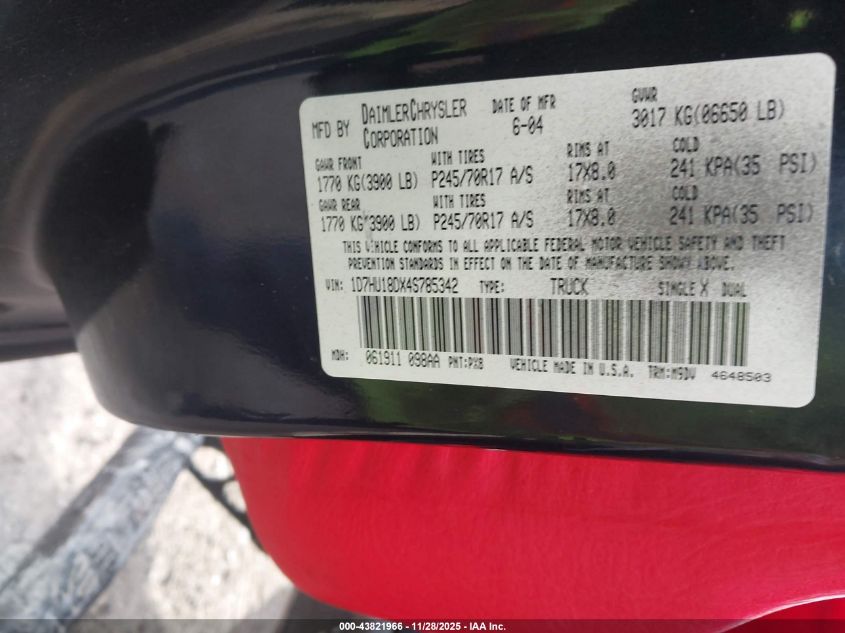 MFD BY DAIMLERCHRYSLER CORPORATION DATE OF MFR 6-04 GVWR 3017 KG(06650 LB)
GAWR FRONT WITH TIRES RIMS AT COLD
1770 KG(3900 LB) P245/70R17 A/S 17X8.0 241 KPA(35 PSI)
GAWR REAR WITH TIRES RIMS AT COLD
1770 KG(3900 LB) P245/70R17 A/S 17X8.0 241 KPA(35 PSI)
THIS VEHICLE CONFORMS TO ALL APPLICABLE FEDERAL MOTOR VEHICLE SAFETY AND THEFT
PREVENTION STANDARDS IN EFFECT ON THE DATE OF MANUFACTURE SHOWN ABOVE.
VIN: 1D7HU18DX4S785342 TYPE: TRUCK SINGLE X DUAL
MDH: 061911 098AA PNT:PXB VEHICLE MADE IN U.S.A. TRM:M9DV 4648503
000-43821966 | 11/28/2025 - IAA, Inc.